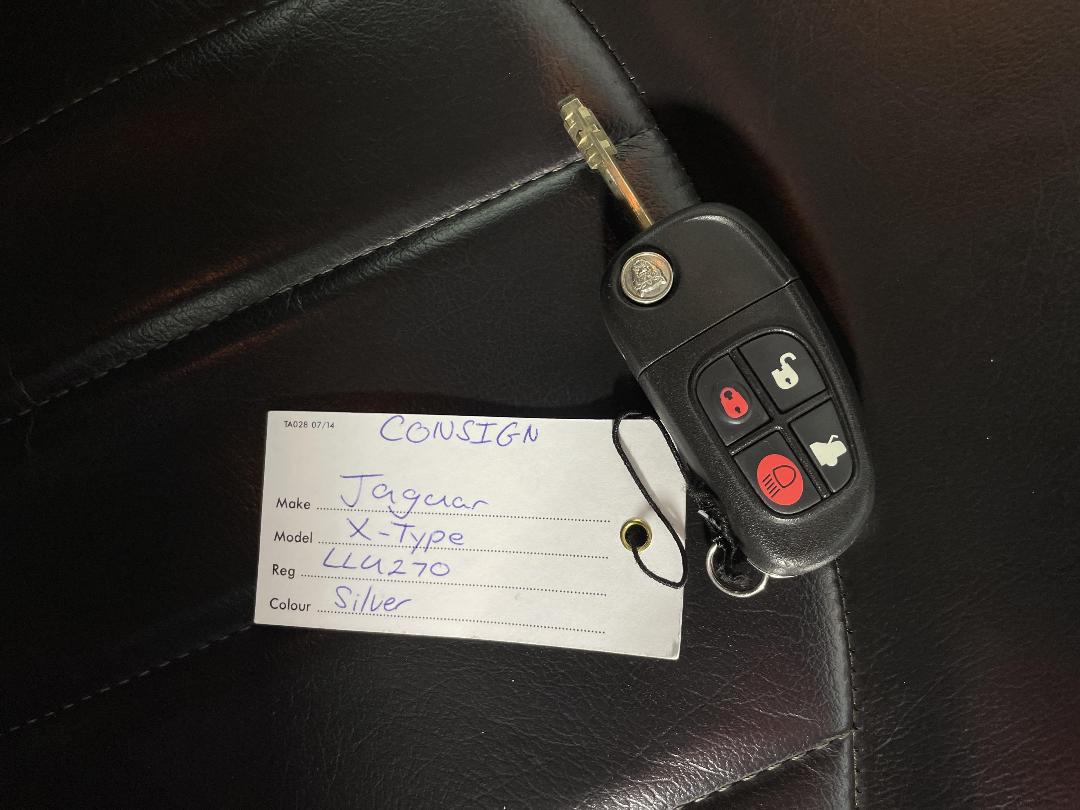 TA028 07/14
CONSIGN
Make Jaguar
Model X-Type
Reg LLU270
Colour Silver